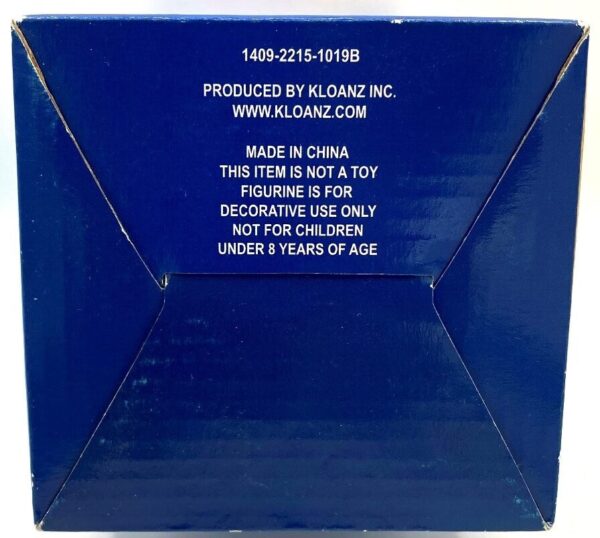 1409-2215-1019B
PRODUCED BY KLOANZ INC.
WWW.KLOANZ.COM
MADE IN CHINA
THIS ITEM IS NOT A TOY
FIGURINE IS FOR
DECORATIVE USE ONLY
NOT FOR CHILDREN
UNDER 8 YEARS OF AGE